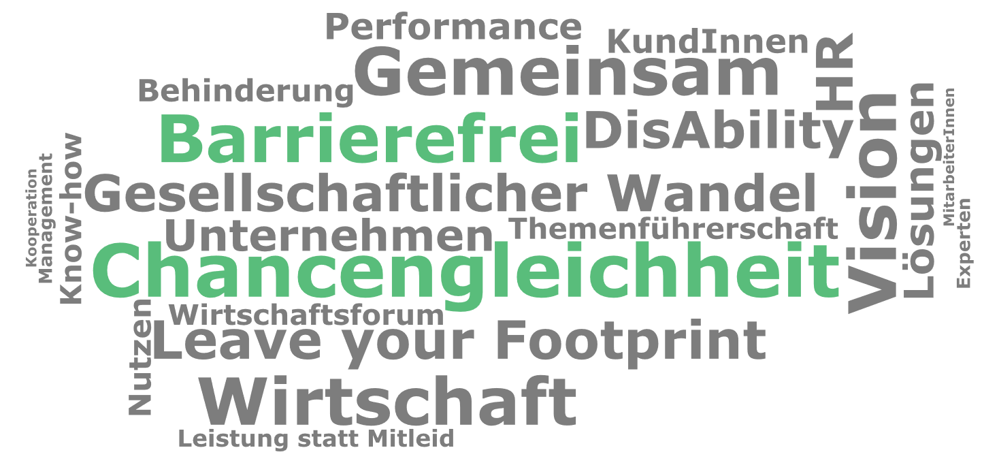 Performance
KundInnen
Gemeinsam
HR
Behinderung
Barrierefrei
DisAbility
Vision
Lösungen
MitarbeiterInnen
Experten
Kooperation
Management
Know-how
Gesellschaftlicher Wandel
Unternehmen
Themenführerschaft
Chancengleichheit
Nutzen
Wirtschaftsforum
Leave your Footprint
Wirtschaft
Leistung statt Mitleid